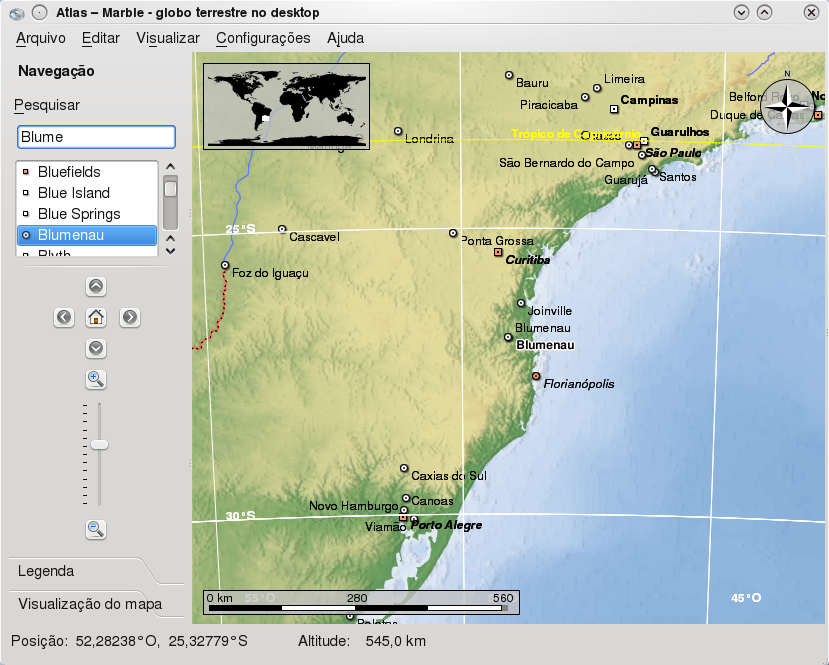 Atlas – Marble - globo terrestre no desktop
Arquivo Editar Visualizar Configurações Ajuda
Navegação
Pesquisar
Blume
Bluefields
Blue Island
Blue Springs
Blumenau
Blyth
Legenda
Visualização do mapa
Bauru
Limeira
Piracicaba
Campinas
N
Belford
No
Duque de Caxias
Londrina
Trópico de Capricórnio
Guarulhos
São Paulo
São Bernardo do Campo
Guarujá
Santos
25°S
Cascavel
Ponta Grossa
Curitiba
Foz do Iguaçu
Joinville
Blumenau
Blumenau
Florianópolis
Caxias do Sul
Canoas
Novo Hamburgo
30°S
Viamão
Porto Alegre
0 km 280 560
55°O
45°O
Pelotas
Posição: 52,28238°O, 25,32779°S Altitude: 545,0 km